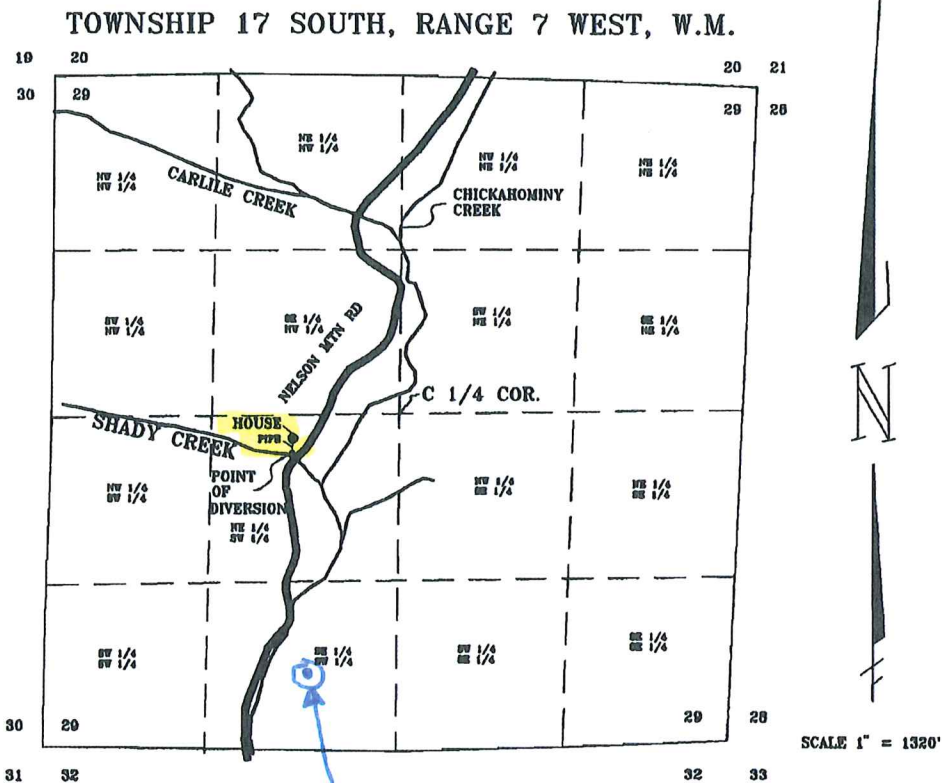 TOWNSHIP 17 SOUTH, RANGE 7 WEST, W.M.
19 20
20 21
30 29
29 28
NW 1/4
NW 1/4
NE 1/4
NW 1/4
NW 1/4
NE 1/4
NE 1/4
NE 1/4
CARLILE CREEK
CHICKAHOMINY
CREEK
SW 1/4
NW 1/4
SE 1/4
NW 1/4
SW 1/4
NE 1/4
SE 1/4
NE 1/4
NELSON MTN RD
C 1/4 COR.
SHADY CREEK
HOUSE
PIPE
POINT
OF
DIVERSION
NW 1/4
SW 1/4
NE 1/4
SW 1/4
NW 1/4
SE 1/4
NE 1/4
SE 1/4
SW 1/4
SW 1/4
SE 1/4
SW 1/4
SW 1/4
SE 1/4
SE 1/4
SE 1/4
N
30 29
29 28
31 32
32 33
SCALE 1" = 1320'